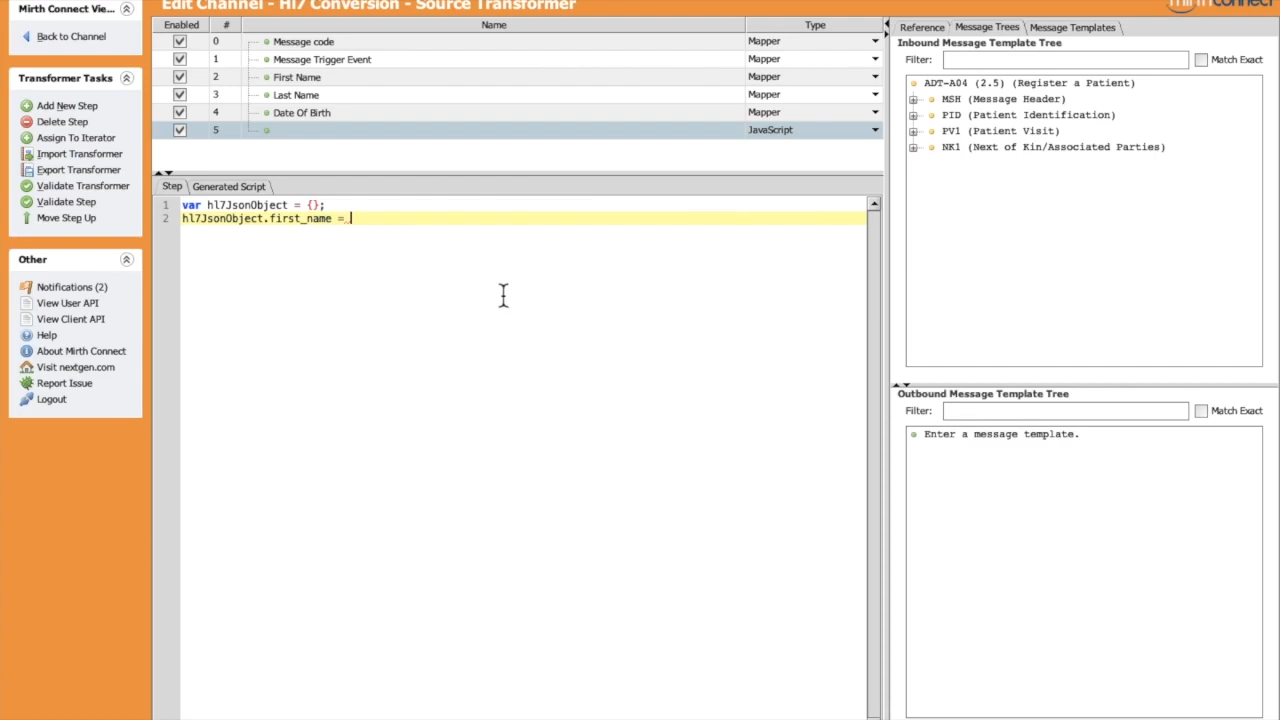 Mirth Connect Vie...
Back to Channel
Transformer Tasks
Add New Step
Delete Step
Assign To Iterator
Import Transformer
Export Transformer
Validate Transformer
Validate Step
Move Step Up
Other
Notifications (2)
View User API
View Client API
Help
About Mirth Connect
Visit nextgen.com
Report Issue
Logout
Edit Channel - Hl7 Conversion - Source Transformer
Enabled # Name Type
0 Message code Mapper
1 Message Trigger Event Mapper
2 First Name Mapper
3 Last Name Mapper
4 Date Of Birth Mapper
5 JavaScript
Step Generated Script
1 var hl7JsonObject = {};
2 hl7JsonObject.first_name =
mirth connect
Reference Message Trees Message Templates
Inbound Message Template Tree
Filter: Match Exact
ADT-A04 (2.5) (Register a Patient)
MSH (Message Header)
PID (Patient Identification)
PV1 (Patient Visit)
NK1 (Next of Kin/Associated Parties)
Outbound Message Template Tree
Filter: Match Exact
Enter a message template.